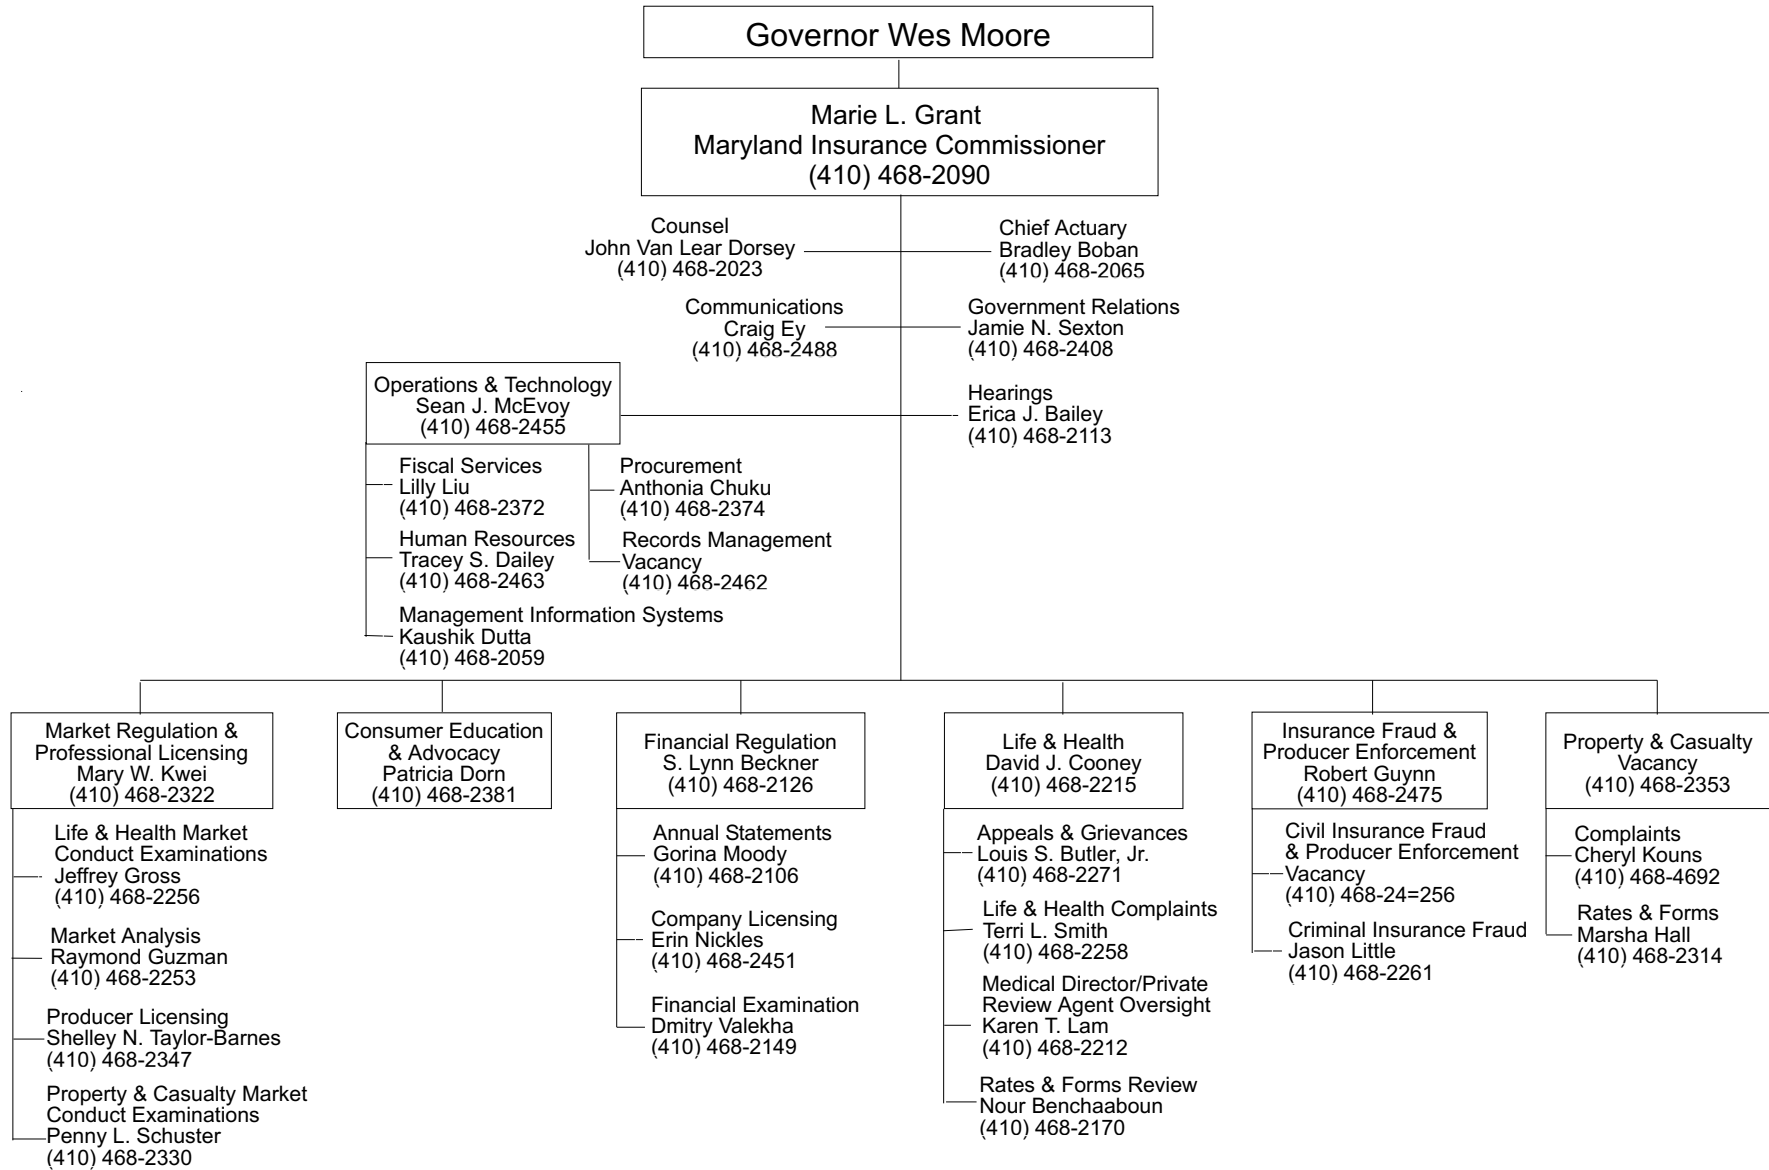 Governor Wes Moore
Marie L. Grant
Maryland Insurance Commissioner
(410) 468-2090
Counsel
John Van Lear Dorsey
(410) 468-2023
Chief Actuary
Bradley Boban
(410) 468-2065
Communications
Craig Ey
(410) 468-2488
Government Relations
Jamie N. Sexton
(410) 468-2408
Operations & Technology
Sean J. McEvoy
(410) 468-2455
Hearings
Erica J. Bailey
(410) 468-2113
Fiscal Services
Lilly Liu
(410) 468-2372
Procurement
Anthonia Chuku
(410) 468-2374
Human Resources
Tracey S. Dailey
(410) 468-2463
Records Management
Vacancy
(410) 468-2462
Management Information Systems
Kaushik Dutta
(410) 468-2059
Market Regulation &
Professional Licensing
Mary W. Kwei
(410) 468-2322
Life & Health Market
Conduct Examinations
Jeffrey Gross
(410) 468-2256
Market Analysis
Raymond Guzman
(410) 468-2253
Producer Licensing
Shelley N. Taylor-Barnes
(410) 468-2347
Property & Casualty Market
Conduct Examinations
Penny L. Schuster
(410) 468-2330
Consumer Education
& Advocacy
Patricia Dorn
(410) 468-2381
Financial Regulation
S. Lynn Beckner
(410) 468-2126
Annual Statements
Gorina Moody
(410) 468-2106
Company Licensing
Erin Nickles
(410) 468-2451
Financial Examination
Dmitry Valekha
(410) 468-2149
Life & Health
David J. Cooney
(410) 468-2215
Appeals & Grievances
Louis S. Butler, Jr.
(410) 468-2271
Life & Health Complaints
Terri L. Smith
(410) 468-2258
Medical Director/Private
Review Agent Oversight
Karen T. Lam
(410) 468-2212
Rates & Forms Review
Nour Benchaaboun
(410) 468-2170
Insurance Fraud &
Producer Enforcement
Robert Guynn
(410) 468-2475
Civil Insurance Fraud
& Producer Enforcement
Vacancy
(410) 468-24=256
Criminal Insurance Fraud
Jason Little
(410) 468-2261
Property & Casualty
Vacancy
(410) 468-2353
Complaints
Cheryl Kouns
(410) 468-4692
Rates & Forms
Marsha Hall
(410) 468-2314